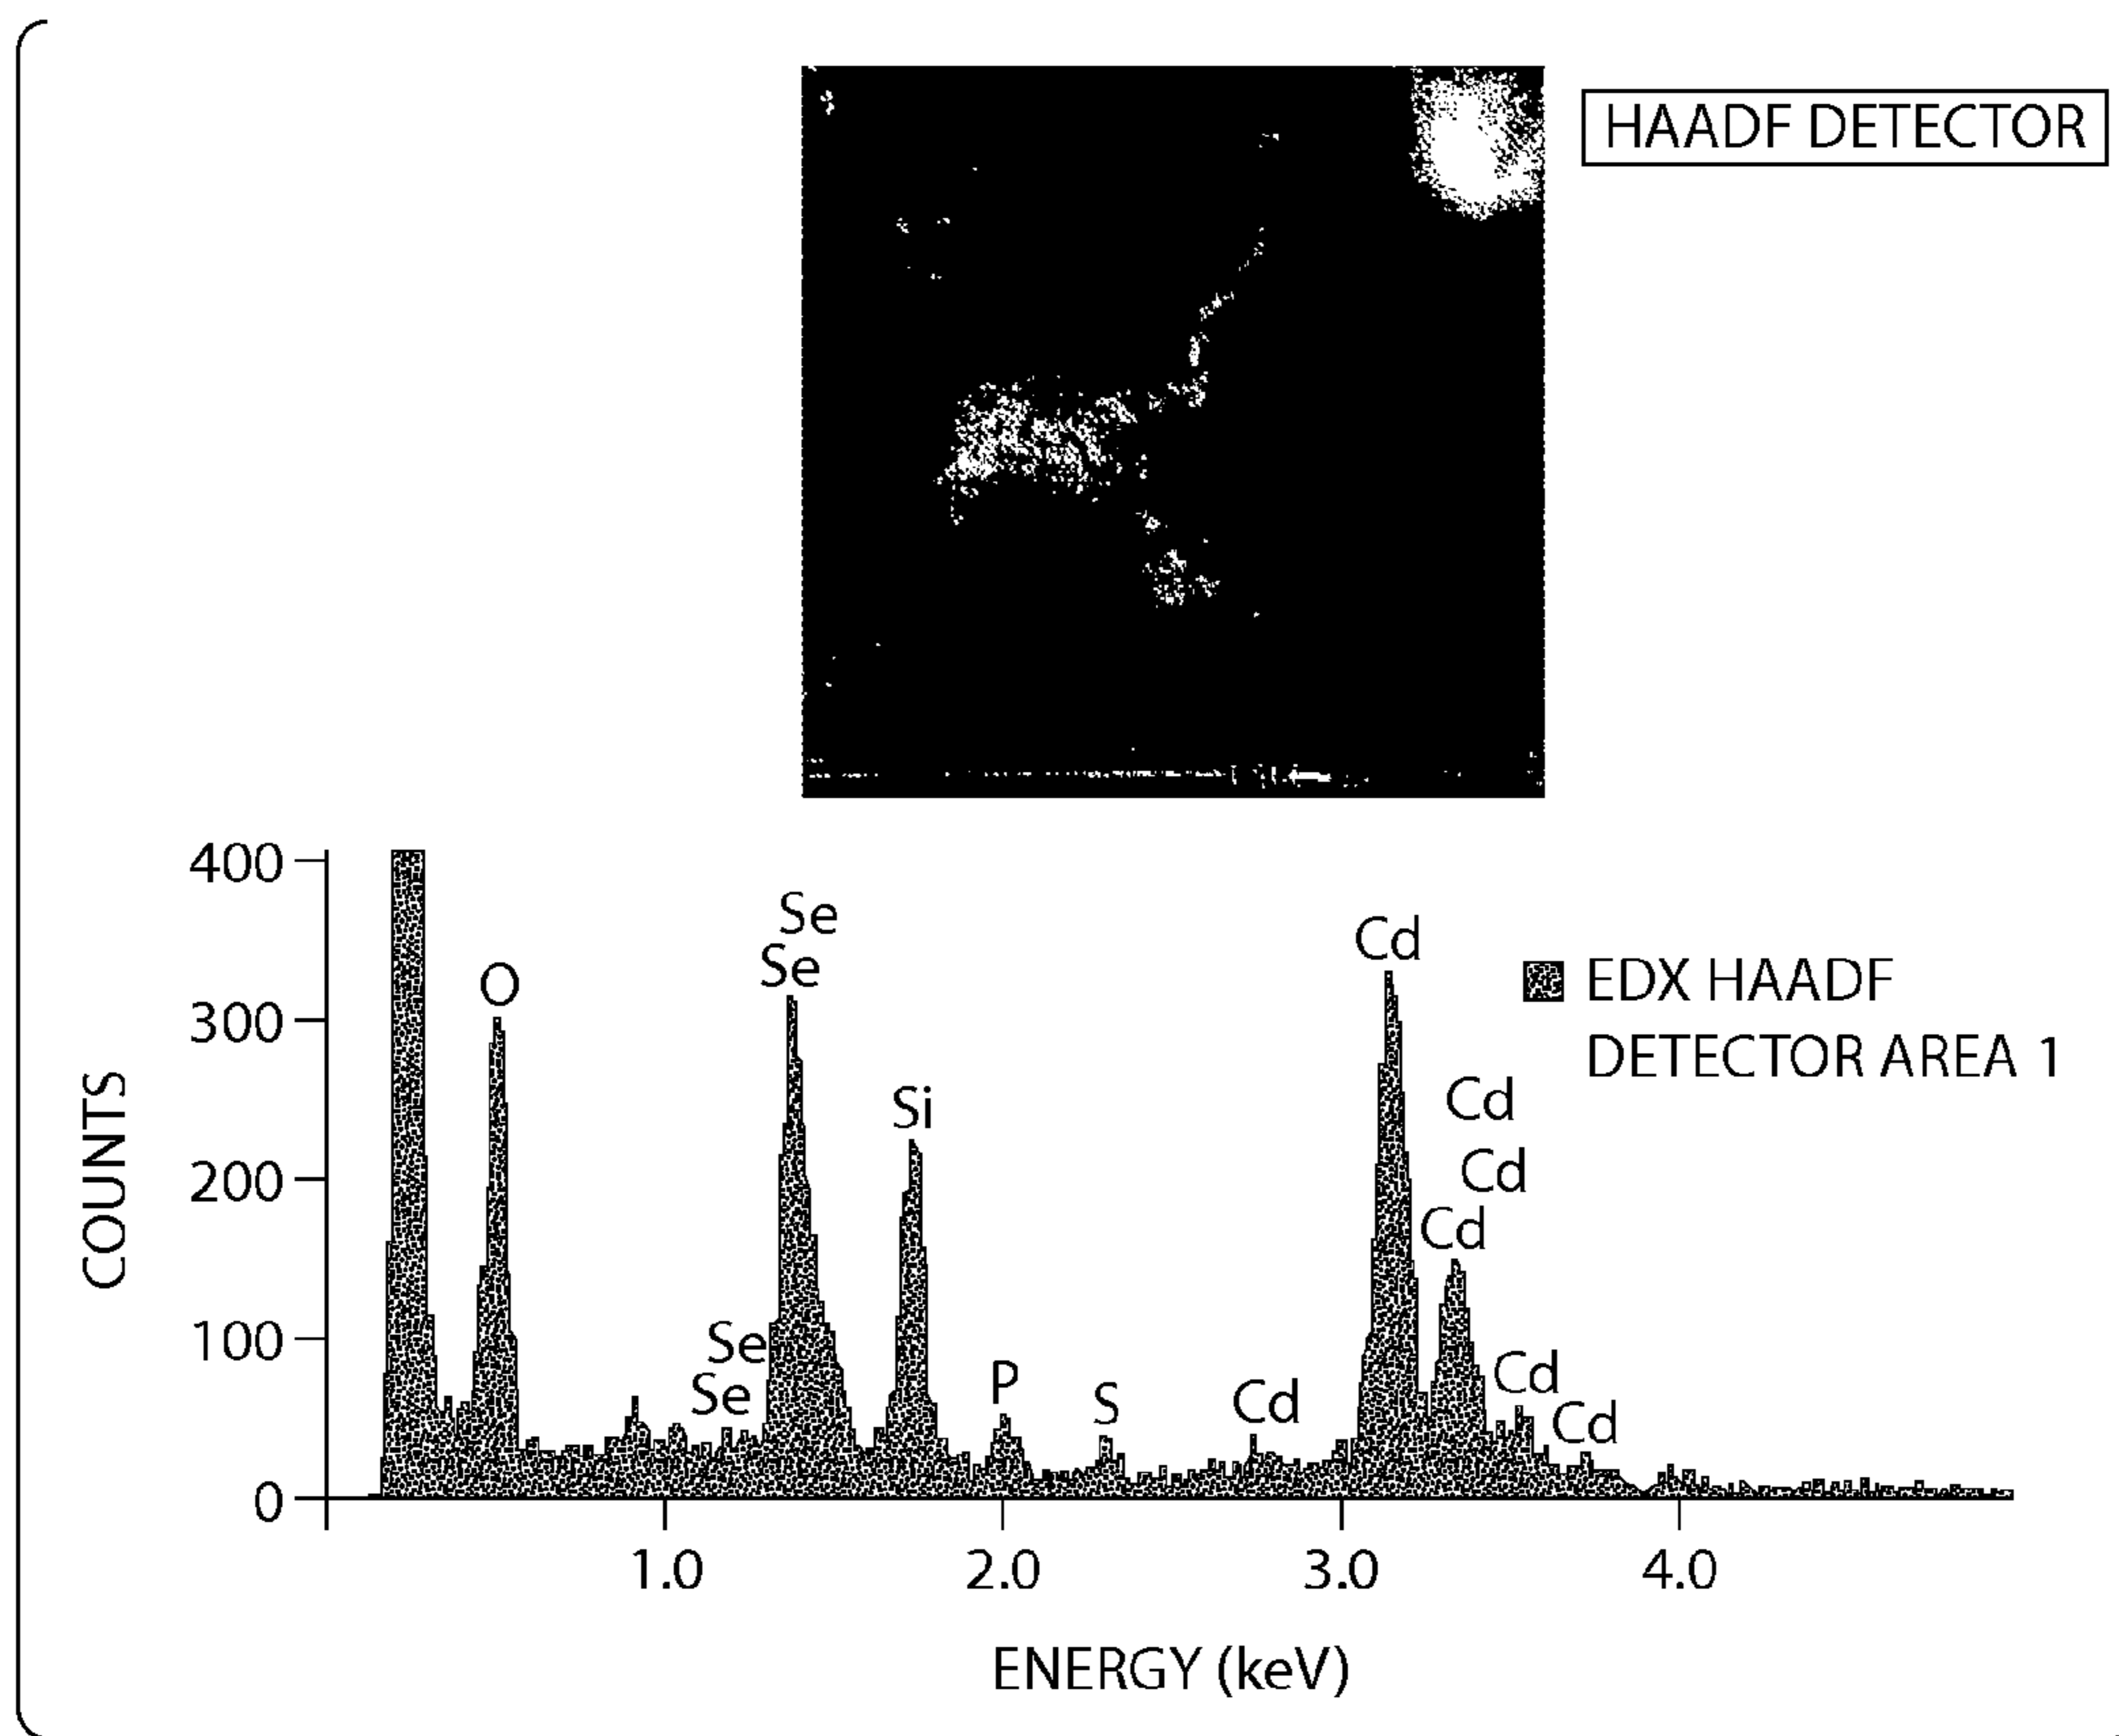 HAADF DETECTOR
400
300
200
100
0
COUNTS
O
Se
Se
Se
Se
Si
P
S
Cd
Cd
Cd
Cd
Cd
Cd
Cd
EDX HAADF
DETECTOR AREA 1
1.0 2.0 3.0 4.0
ENERGY (keV)